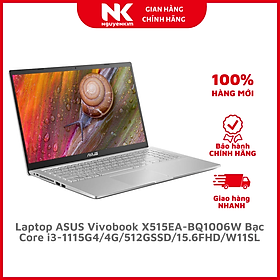 NK
NGUYENKIM
GIAN HÀNG
CHÍNH HÃNG
100%
HÀNG MỚI
BẢO HÀNH
CHÍNH HÃNG
GIAO HÀNG
NHANH
ASUS
Laptop ASUS Vivobook X515EA-BQ1006W Bạc
Core i3-1115G4/4G/512GSSD/15.6FHD/W11SL